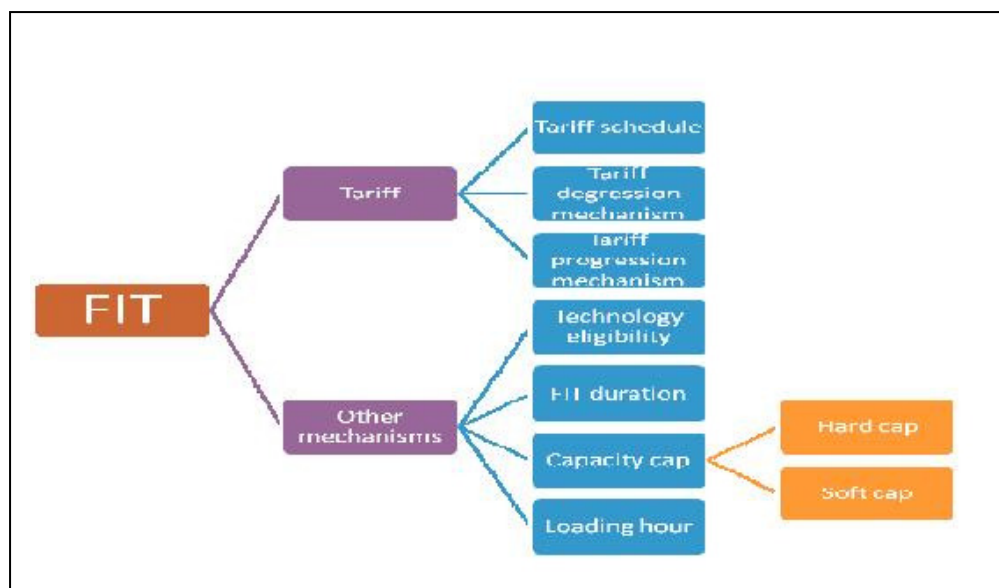 FIT
Tariff
Tariff schedule
Tariff
degression
mechanism
Tariff
progression
mechanism
Other
mechanisms
Technology
eligibility
FIT duration
Capacity cap
Hard cap
Soft cap
Loading hour